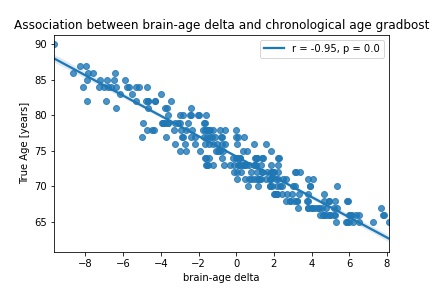 Association between brain-age delta and chronological age gradbost
r = -0.95, p = 0.0
90
85
80
75
70
65
True Age [years]
−8 −6 −4 −2 0 2 4 6 8
brain-age delta